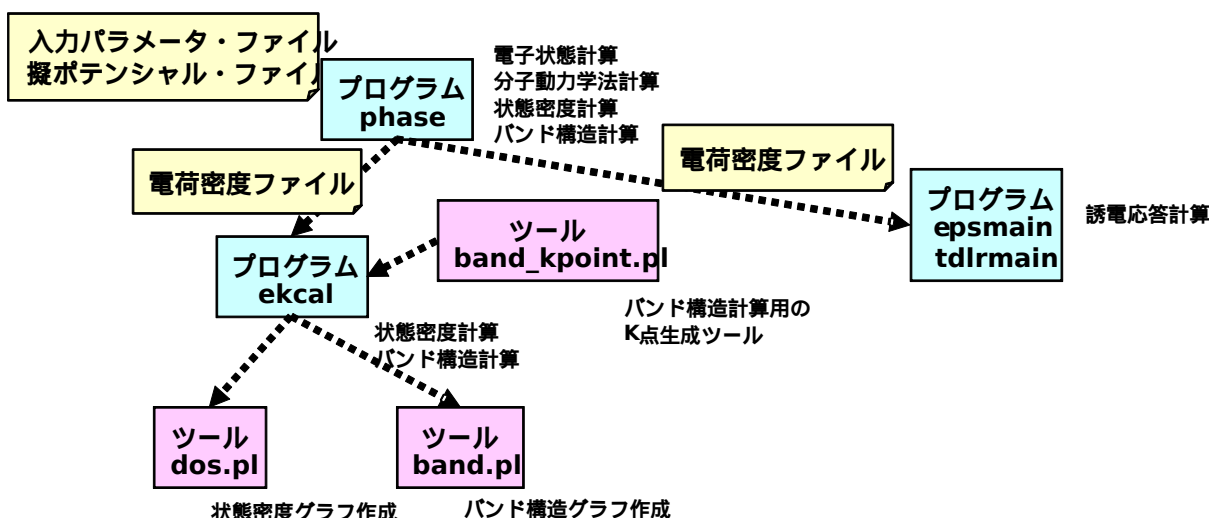 入力パラメータ・ファイル
擬ポテンシャル・ファイル
プログラム
phase
電子状態計算
分子動力学法計算
状態密度計算
バンド構造計算
電荷密度ファイル
電荷密度ファイル
プログラム
epsmain
tdlrmain
誘電応答計算
ツール
band_kpoint.pl
プログラム
ekcal
バンド構造計算用の
K点生成ツール
状態密度計算
バンド構造計算
ツール
dos.pl
ツール
band.pl
状態密度グラフ作成
バンド構造グラフ作成